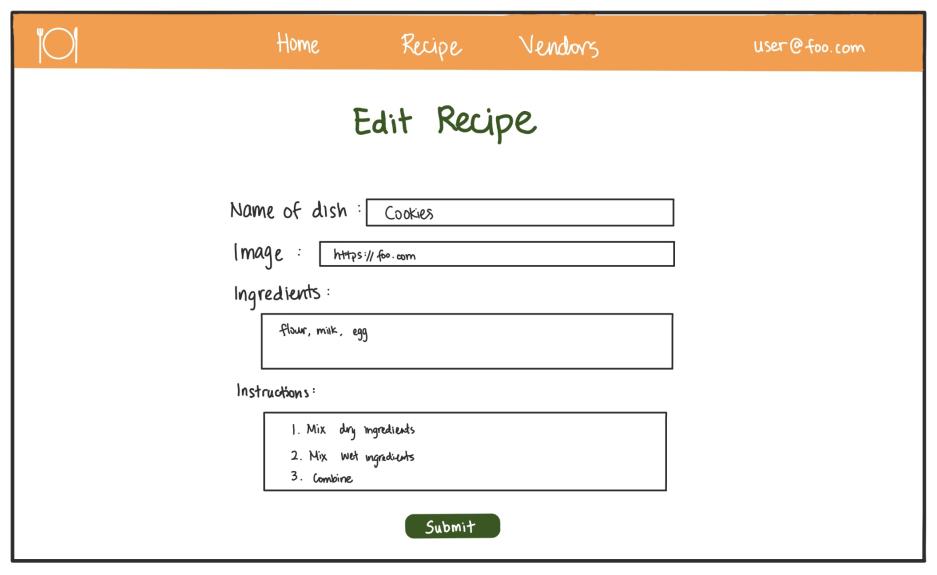 Home Recipe Vendors user@foo.com
Edit Recipe
Name of dish : Cookies
Image : https://foo.com
Ingredients :
flour, milk, egg
Instructions :
1. Mix dry ingredients
2. Mix wet ingredients
3. Combine
Submit